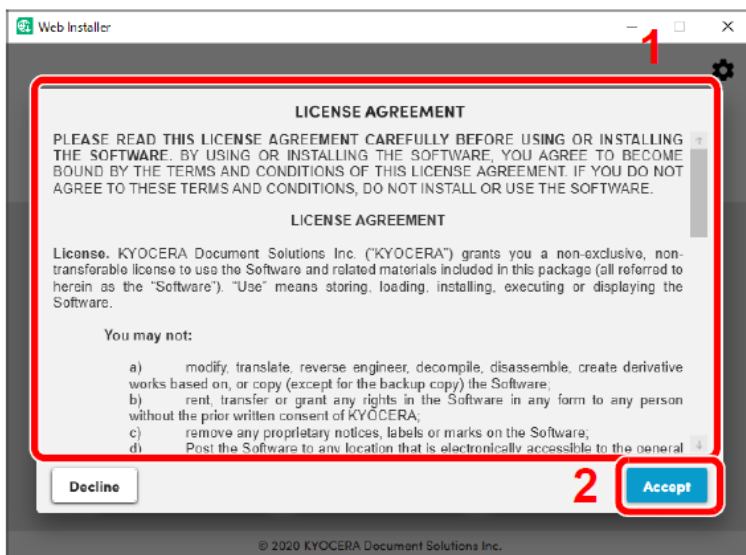 Web Installer
1
LICENSE AGREEMENT
PLEASE READ THIS LICENSE AGREEMENT CAREFULLY BEFORE USING OR INSTALLING
THE SOFTWARE. BY USING OR INSTALLING THE SOFTWARE, YOU AGREE TO BECOME
BOUND BY THE TERMS AND CONDITIONS OF THIS LICENSE AGREEMENT. IF YOU DO NOT
AGREE TO THESE TERMS AND CONDITIONS, DO NOT INSTALL OR USE THE SOFTWARE.
LICENSE AGREEMENT
License. KYOCERA Document Solutions Inc. ("KYOCERA") grants you a non-exclusive, non-
transferable license to use the Software and related materials included in this package (all referred to
herein as the "Software"). "Use" means storing, loading, installing, executing or displaying the
Software.
You may not:
a) modify, translate, reverse engineer, decompile, disassemble, create derivative
works based on, or copy (except for the backup copy) the Software;
b) rent, transfer or grant any rights in the Software in any form to any person
without the prior written consent of KYOCERA;
c) remove any proprietary notices, labels or marks on the Software;
d) Post the Software to any location that is electronically accessible to the general
Decline
2
Accept
© 2020 KYOCERA Document Solutions Inc.